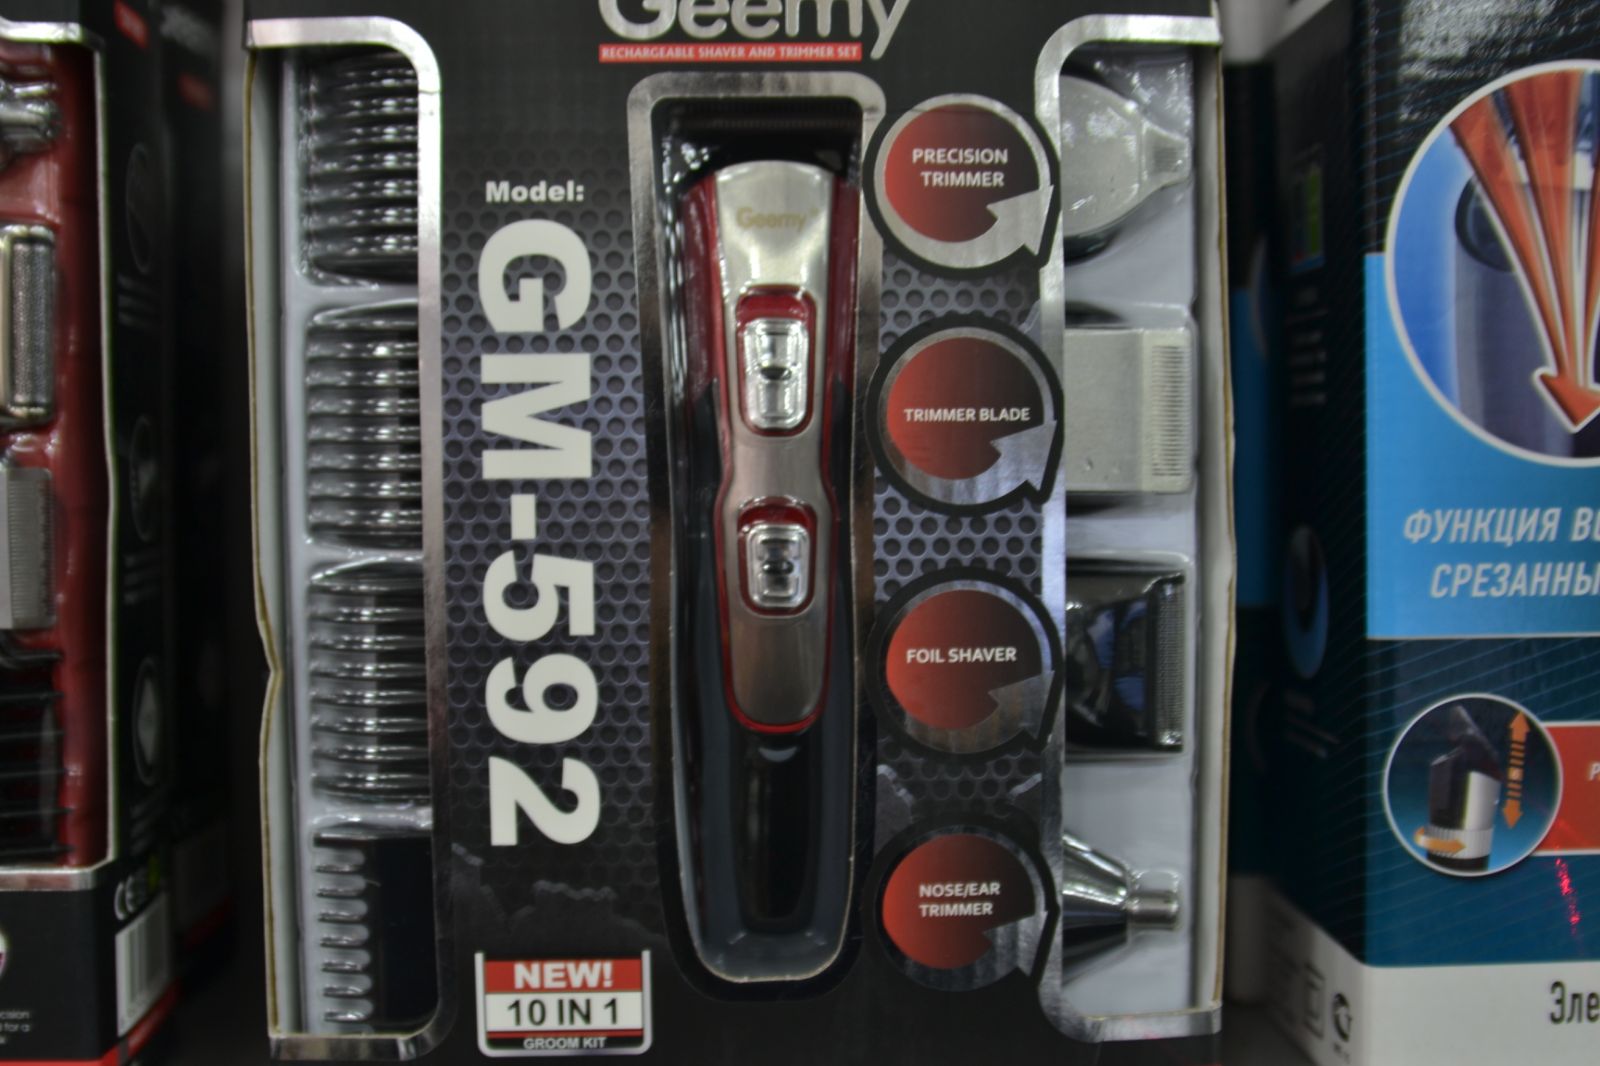 Geemy
RECHARGEABLE SHAVER AND TRIMMER SET
Model:
GM-592
Geemy
PRECISION
TRIMMER
TRIMMER BLADE
FOIL SHAVER
NOSE/EAR
TRIMMER
NEW!
10 IN 1
GROOM KIT
ФУНКЦИЯ
СРЕЗАННЫ
Эле
CE